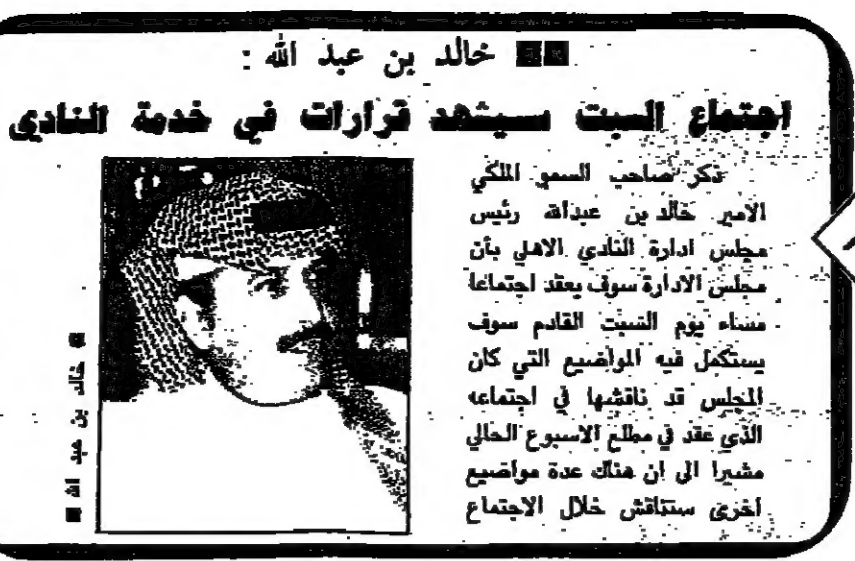 خالد بن عبد الله :
اجتماع السبت سيشهد قرارات في خدمة النادي
ذكر صاحب السمو الملكي
الامير خالد بن عبدالله رئيس
مجلس ادارة النادي الاهلي بأن
مجلس الادارة سوف يعقد اجتماعا
مساء يوم السبت القادم سوف
يستكمل فيه المواضيع التي كان
المجلس قد ناقشها في اجتماعه
الذي عقد في مطلع الاسبوع الحالي
مشيرا الى ان هناك عدة مواضيع
اخرى ستناقش خلال الاجتماع
خالد بن عبد الله